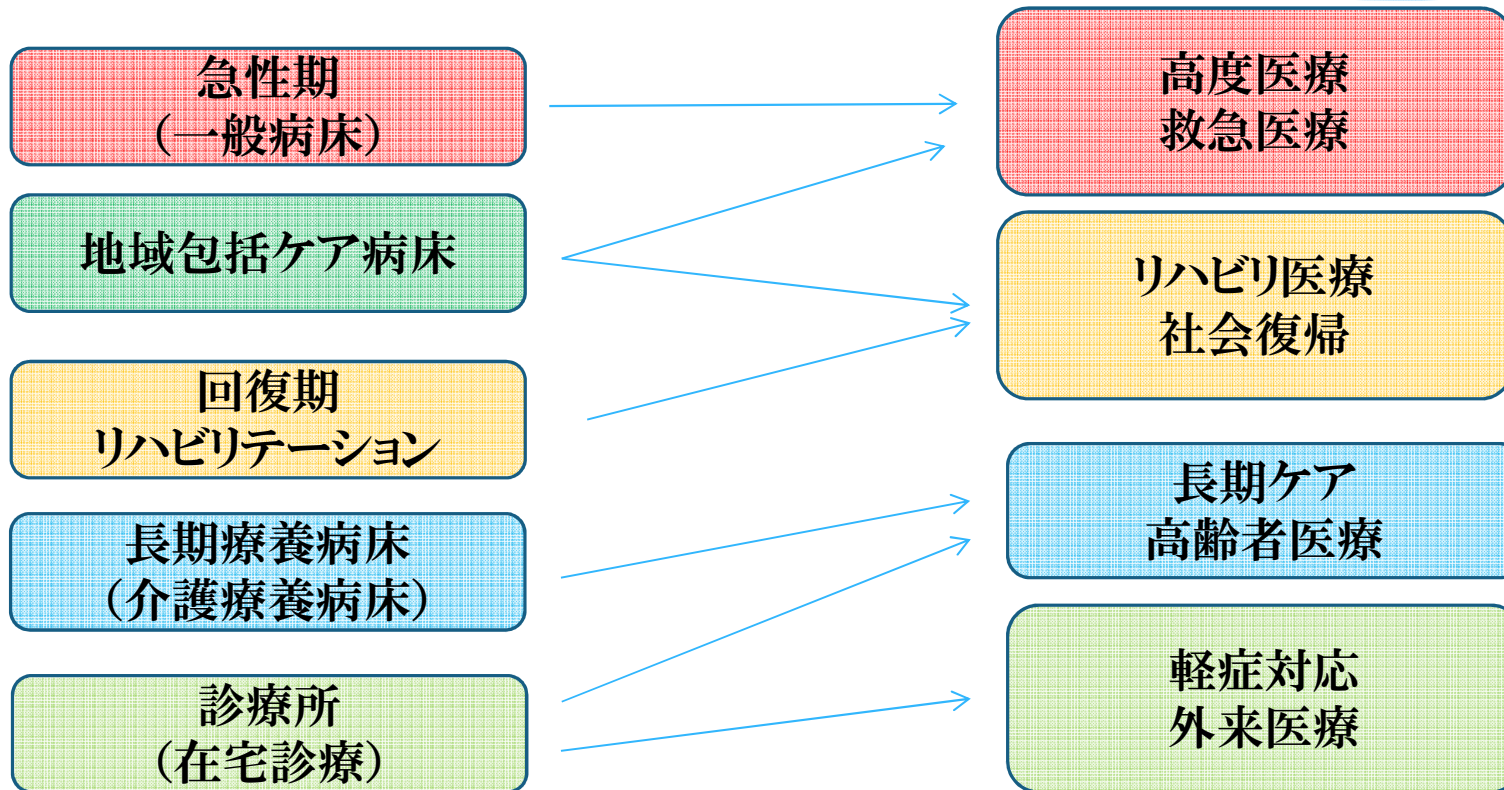 急性期
（一般病床）
地域包括ケア病床
回復期
リハビリテーション
長期療養病床
（介護療養病床）
診療所
（在宅診療）
高度医療
救急医療
リハビリ医療
社会復帰
長期ケア
高齢者医療
軽症対応
外来医療